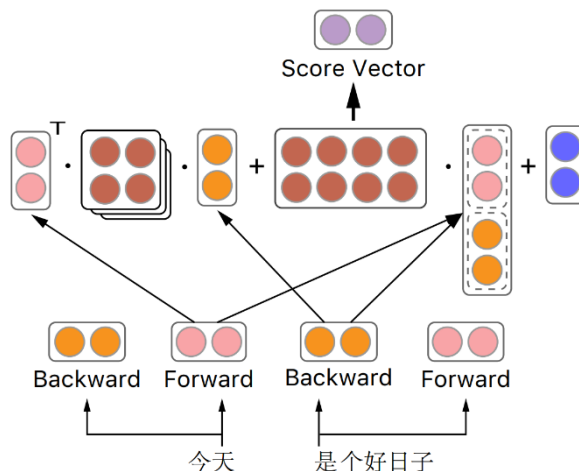 Score Vector
T
·
·
+
·
+
Backward Forward Backward Forward
今天 是个好日子